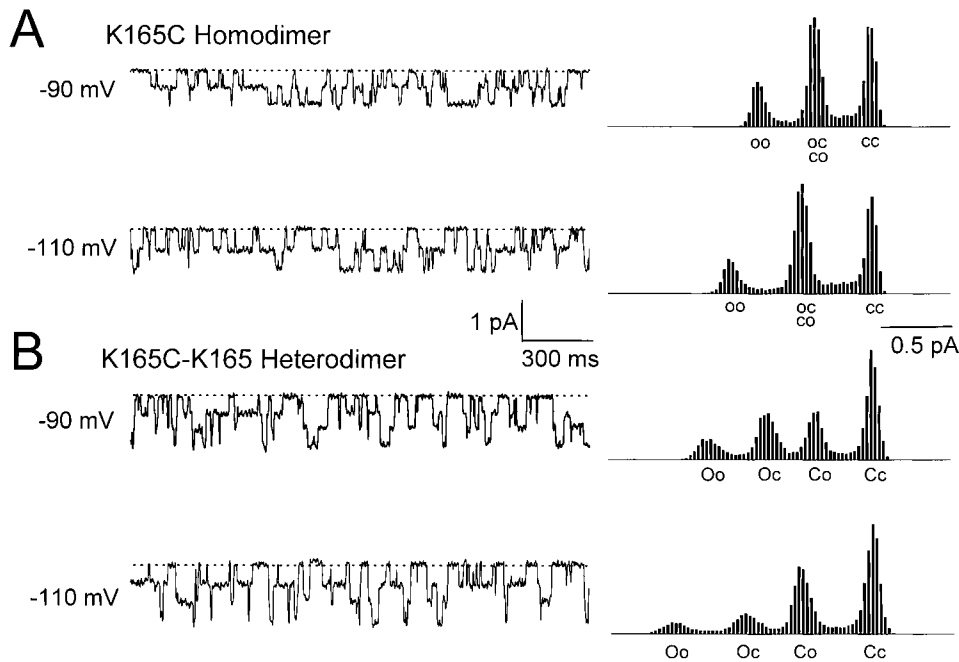 A
K165C Homodimer
-90 mV
oo oc cc
co
-110 mV
oo oc cc
co
1 pA
300 ms
0.5 pA
B
K165C-K165 Heterodimer
-90 mV
Oo Oc Co Cc
-110 mV
Oo Oc Co Cc